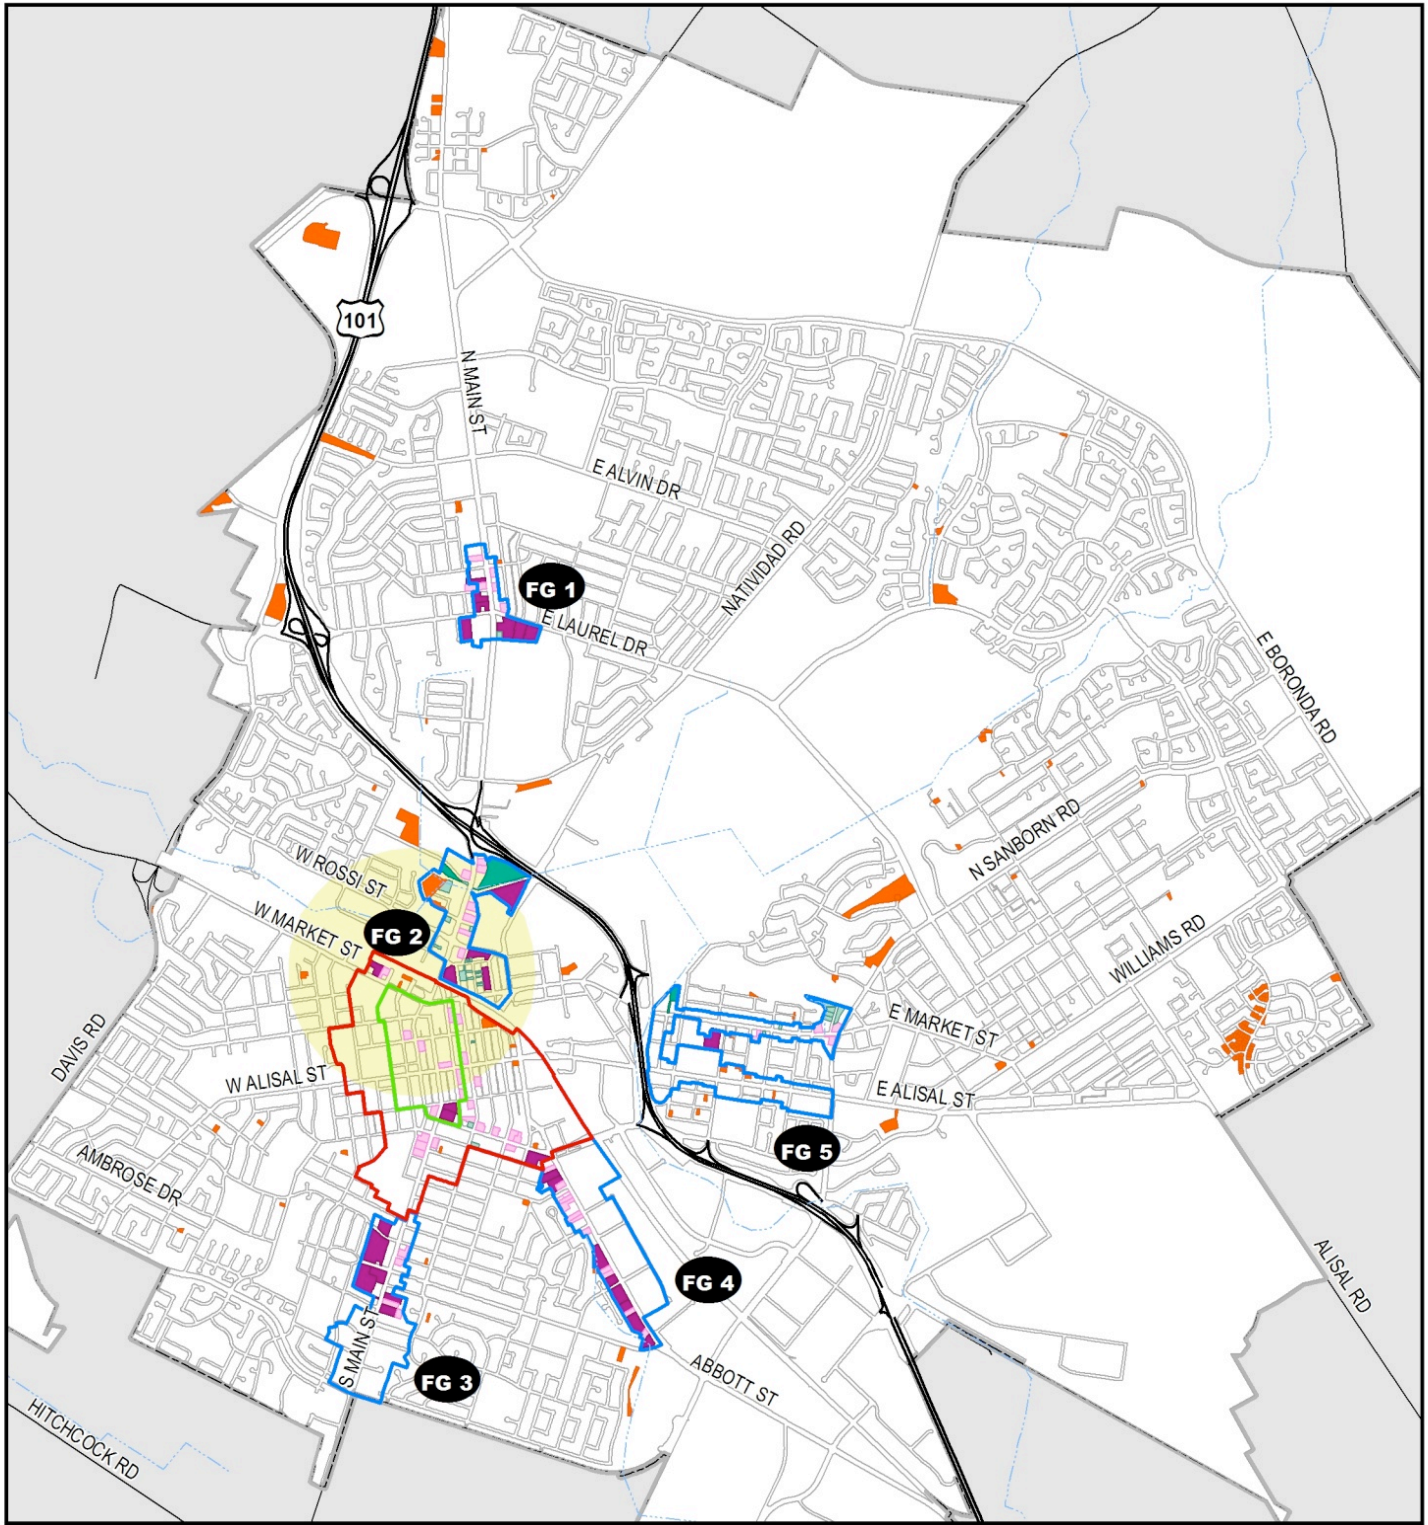 101
N MAIN ST
E ALVIN DR
NATIVIDAD RD
FG 1
E LAUREL DR
E BORONDA RD
N SANBORN RD
W ROSSI ST
W MARKET ST
FG 2
WILLIAMS RD
E MARKET ST
DAVIS RD
W ALISAL ST
E ALISAL ST
FG 5
AMBROSE DR
ALISAL RD
FG 4
S MAIN ST
FG 3
ABBOTT ST
HITCHCOCK RD